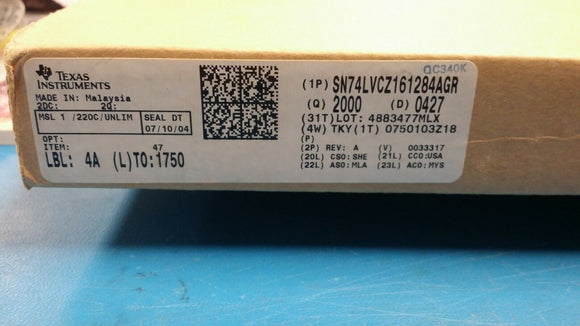 QC340K
TEXAS
INSTRUMENTS
MADE IN: Malaysia
2DC: 2Q:
MSL 1 /220C/UNLIM
SEAL DT
07/10/04
OPT:
ITEM: 47
LBL: 4A (L)TO:1750
(1P) SN74LVCZ161284AGR
(Q) 2000 (D) 0427
(31T)LOT: 4883477MLX
(4W) TKY(1T) 0750103Z18
(P)
(2P) REV: A (V) 0033317
(20L) CSO:SHE (21L) CCO:USA
(22L) ASO:MLA (23L) ACO:MYS